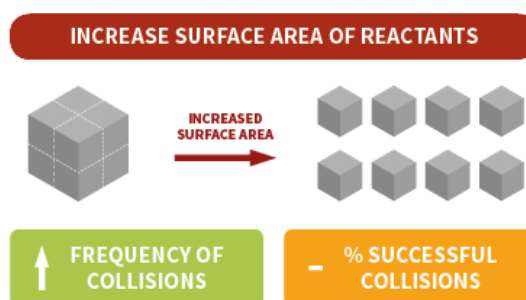 INCREASE SURFACE AREA OF REACTANTS
INCREASED
SURFACE AREA
FREQUENCY OF
COLLISIONS
- % SUCCESSFUL
COLLISIONS